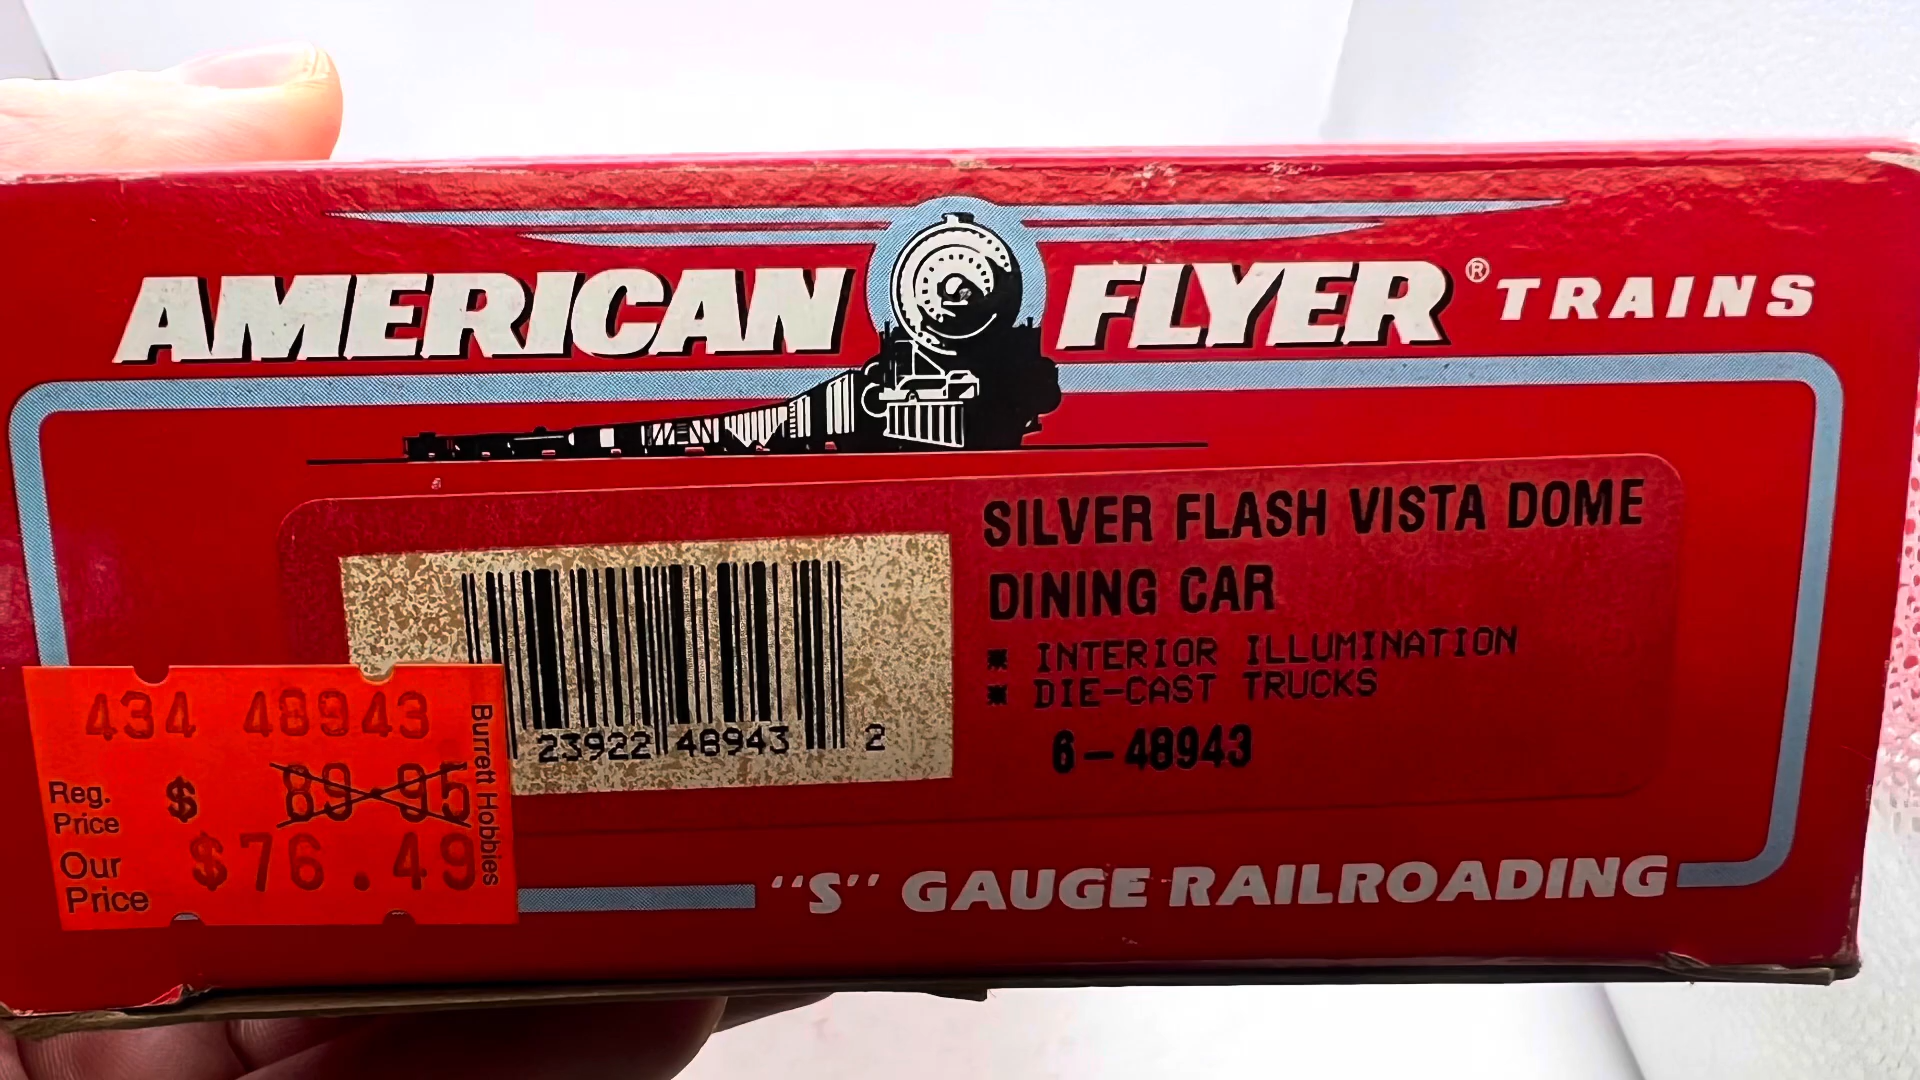 AMERICAN FLYER® TRAINS
SILVER FLASH VISTA DOME
DINING CAR
▪ INTERIOR ILLUMINATION
▪ DIE-CAST TRUCKS
6-48943
23922 48943 2
434 48943
Reg. Price $ 89.95
Our Price $76.49
Burrett Hobbies
"S" GAUGE RAILROADING